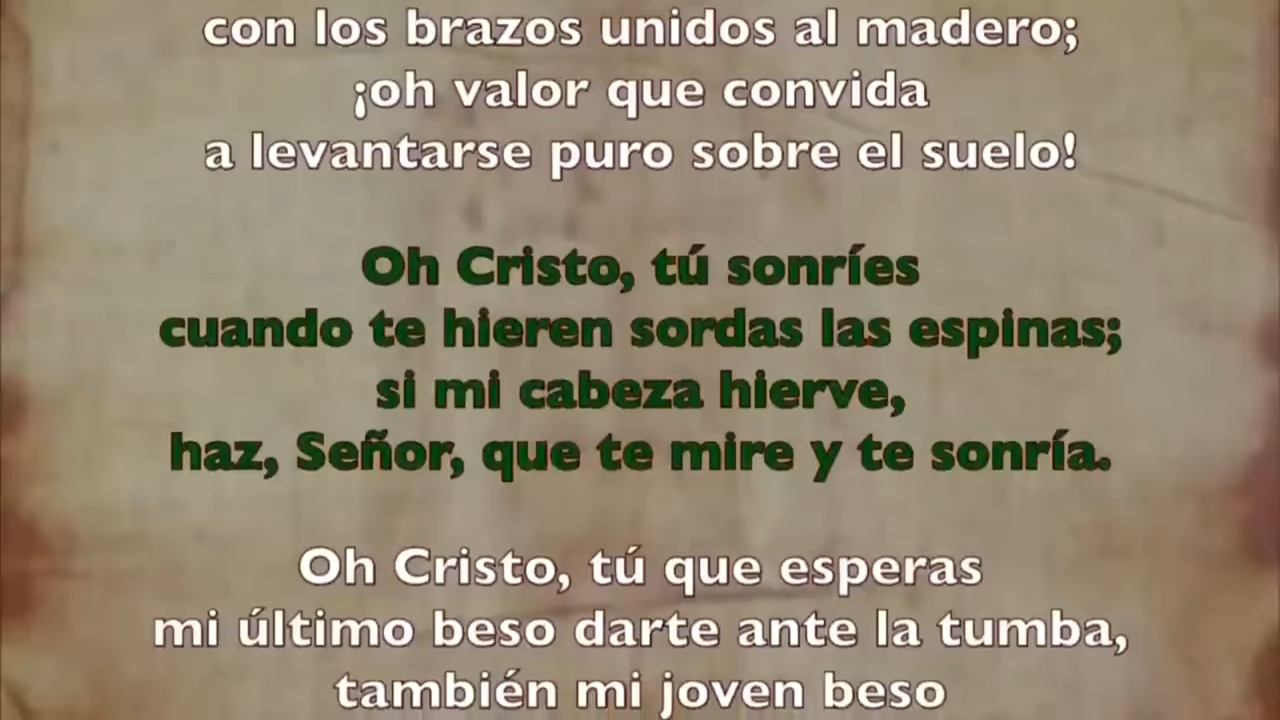 con los brazos unidos al madero;
¡oh valor que convida
a levantarse puro sobre el suelo!
Oh Cristo, tú sonríes
cuando te hieren sordas las espinas;
si mi cabeza hierve,
haz, Señor, que te mire y te sonría.
Oh Cristo, tú que esperas
mi último beso darte ante la tumba,
también mi joven beso